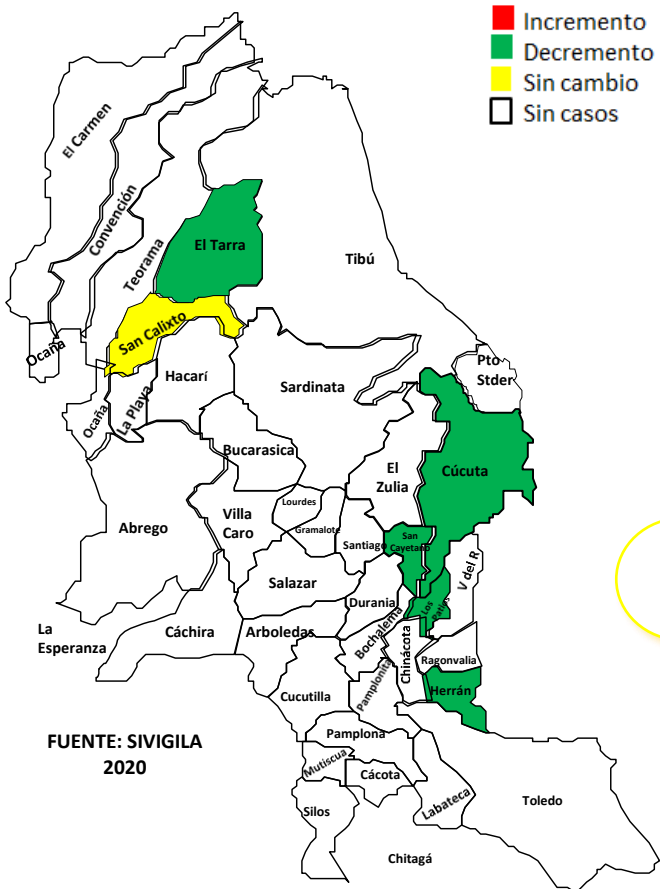 Incremento
Decremento
Sin cambio
Sin casos
El Carmen
Convención
Teorama
El Tarra
Tibú
San Calixto
Ocaña
Hacarí
La Playa
Ocaña
Sardinata
Pto
Stder
Bucarasica
El
Zulia
Cúcuta
Abrego
Villa
Caro
Lourdes
Gramalote
Santiago
San
Cayetano
V del R
Salazar
Durania
Los Patios
La
Esperanza
Cáchira
Arboledas
Bochalema
Chinácota
Ragonvalia
Cucutilla
Pamplonita
Herrán
FUENTE: SIVIGILA
2020
Pamplona
Mutiscua
Cácota
Silos
Labateca
Toledo
Chitagá